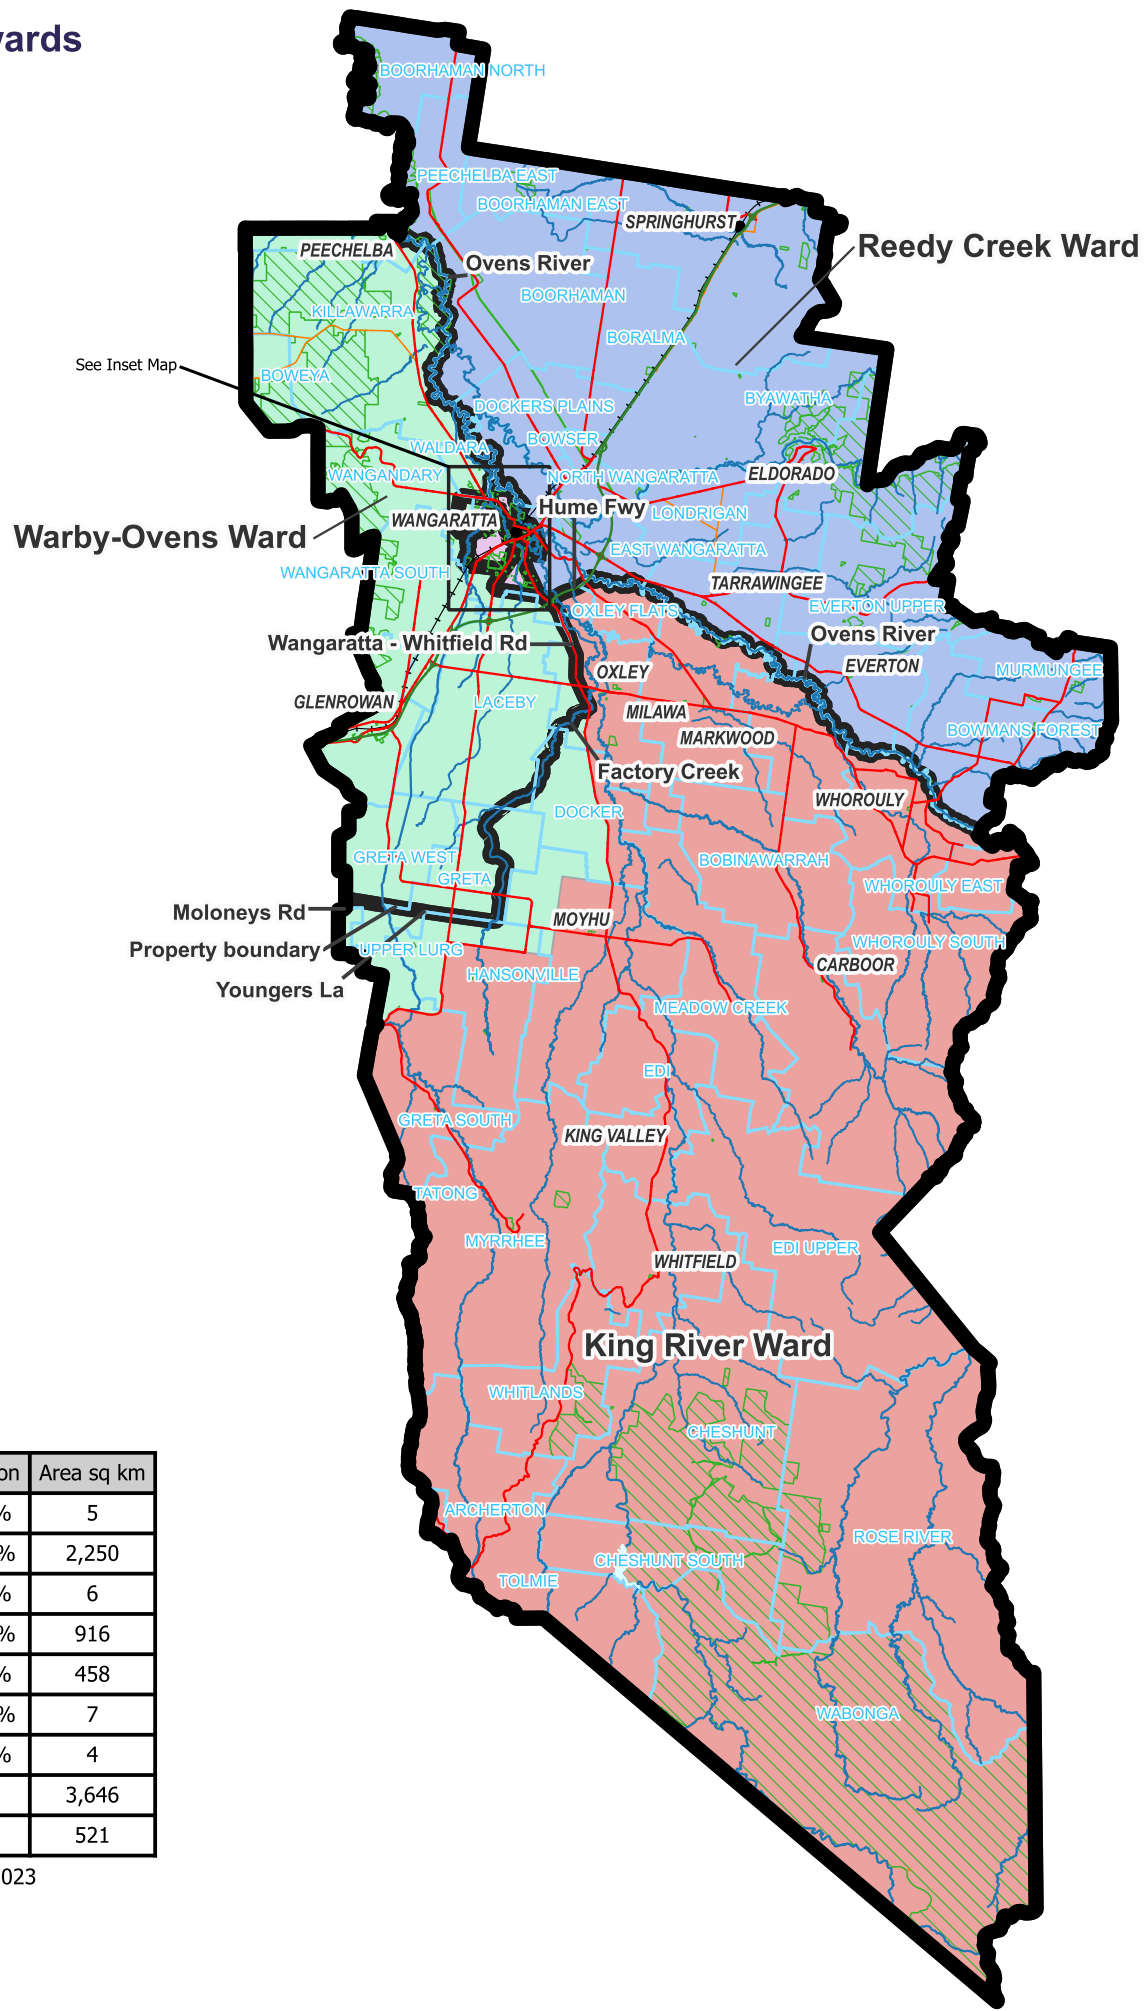 vards
BOORHAMAN NORTH
PEECHELBA EAST
BOORHAMAN EAST
SPRINGHURST
Reedy Creek Ward
PEECHELBA
Ovens River
BOORHAMAN
KILLAWARRA
BORALMA
See Inset Map
BOWEYA
BYAWATHA
DOCKERS PLAINS
BOWSER
WALDARA
WANGANDARY
NORTH WANGARATTA
ELDORADO
Hume Fwy
LONDRIGAN
WANGARATTA
Warby-Ovens Ward
EAST WANGARATTA
WANGARATTA SOUTH
TARRAWINGEE
OXLEY FLATS
EVERTON UPPER
Ovens River
Wangaratta - Whitfield Rd
EVERTON
OXLEY
MURMUNGEE
GLENROWAN
LACEBY
MILAWA
MARKWOOD
BOWMANS FOREST
Factory Creek
WHOROULY
DOCKER
GRETA WEST
BOBINAWARRAH
GRETA
WHOROULY EAST
Moloneys Rd
MOYHU
Property boundary
UPPER LURG
WHOROULY SOUTH
CARBOOR
HANSONVILLE
Youngers La
MEADOW CREEK
EDI
GRETA SOUTH
KING VALLEY
TATONG
MYRRHEE
EDI UPPER
WHITFIELD
King River Ward
WHITLANDS
CHESHUNT
ARCHERTON
ROSE RIVER
CHESHUNT SOUTH
TOLMIE
WABONGA
on Area sq km
% 5
% 2,250
% 6
% 916
% 458
% 7
% 4
3,646
521
023